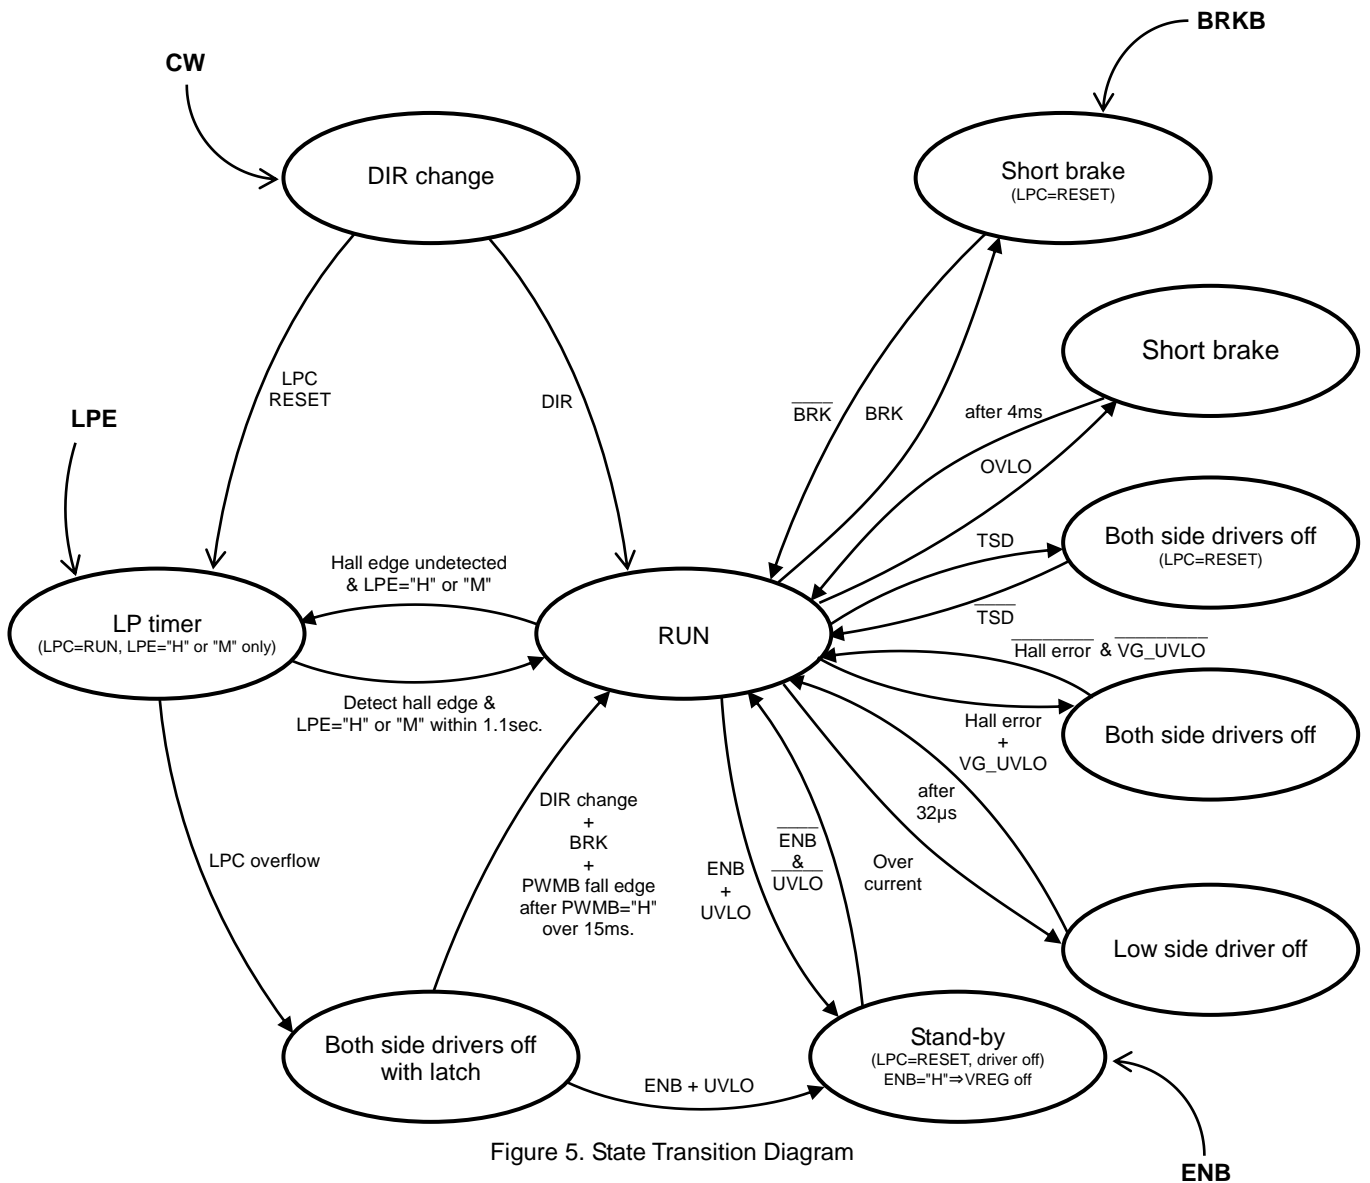 BRKB
CW
DIR change
Short brake
(LPC=RESET)
Short brake
LPC
RESET
DIR
BRK
BRK
after 4ms
OVLO
LPE
TSD
Both side drivers off
(LPC=RESET)
TSD
Hall edge undetected
& LPE="H" or "M"
LP timer
(LPC=RUN, LPE="H" or "M" only)
RUN
Hall error & VG_UVLO
Detect hall edge &
LPE="H" or "M" within 1.1sec.
Hall error
+
VG_UVLO
Both side drivers off
after
32µs
DIR change
+
BRK
+
PWMB fall edge
after PWMB="H"
over 15ms.
ENB
+
UVLO
ENB
&
UVLO
Over
current
LPC overflow
Low side driver off
Both side drivers off
with latch
ENB + UVLO
Stand-by
(LPC=RESET, driver off)
ENB="H"⇒VREG off
Figure 5. State Transition Diagram
ENB